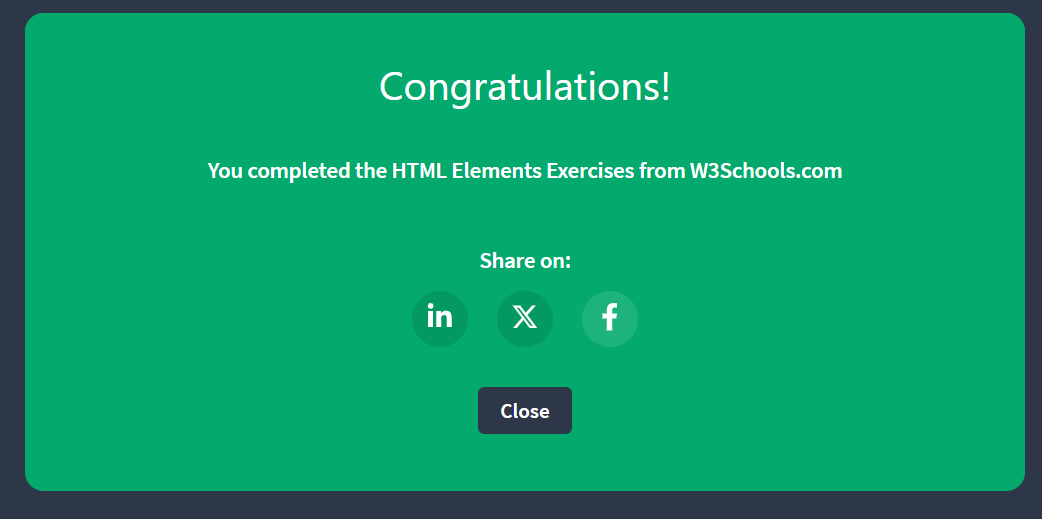 Congratulations!
You completed the HTML Elements Exercises from W3Schools.com
Share on:
in X f
Close